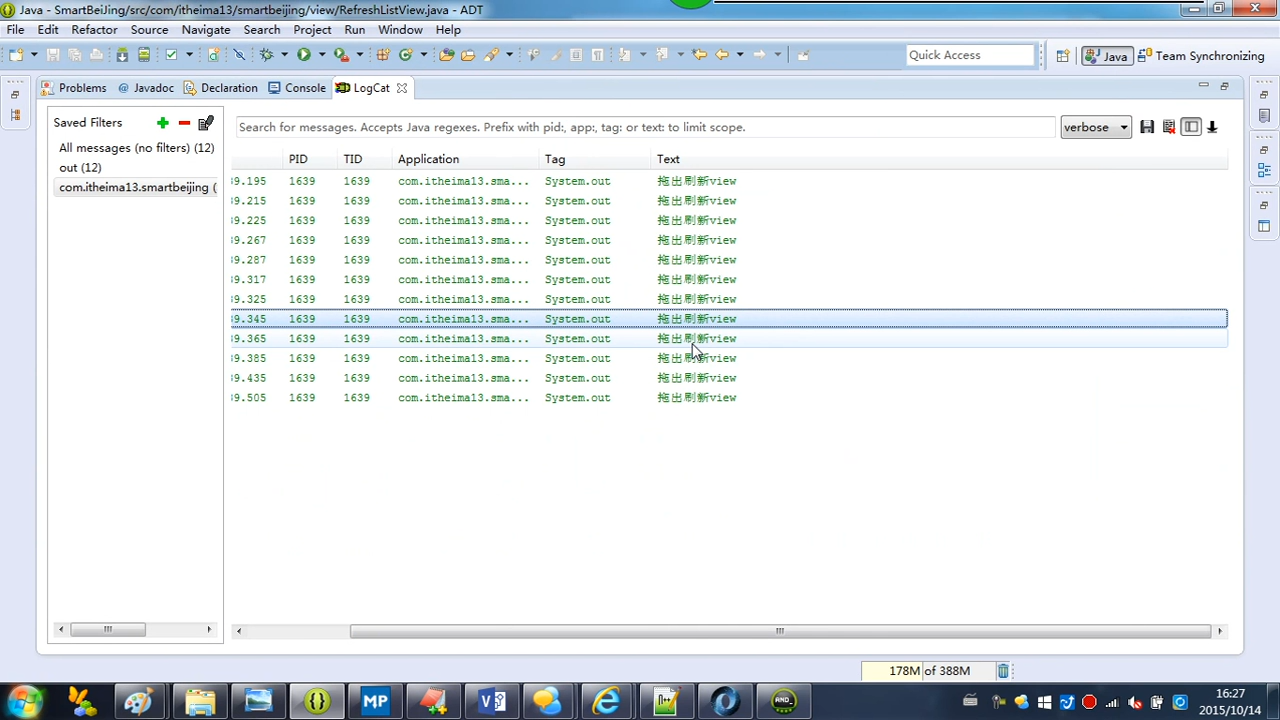 Java - SmartBeiJing/src/com/itheima13/smartbeijing/view/RefreshListView.java - ADT
File Edit Refactor Source Navigate Search Project Run Window Help
Quick Access Java Team Synchronizing
Problems Javadoc Declaration Console LogCat
Saved Filters
Search for messages. Accepts Java regexes. Prefix with pid:, app:, tag: or text: to limit scope. verbose
All messages (no filters) (12)
out (12)
com.itheima13.smartbeijing (
PID TID Application Tag Text
39.195 1639 1639 com.itheima13.sma... System.out 拖出刷新view
39.215 1639 1639 com.itheima13.sma... System.out 拖出刷新view
39.225 1639 1639 com.itheima13.sma... System.out 拖出刷新view
39.267 1639 1639 com.itheima13.sma... System.out 拖出刷新view
39.287 1639 1639 com.itheima13.sma... System.out 拖出刷新view
39.317 1639 1639 com.itheima13.sma... System.out 拖出刷新view
39.325 1639 1639 com.itheima13.sma... System.out 拖出刷新view
39.345 1639 1639 com.itheima13.sma... System.out 拖出刷新view
39.365 1639 1639 com.itheima13.sma... System.out 拖出刷新view
39.385 1639 1639 com.itheima13.sma... System.out 拖出刷新view
39.435 1639 1639 com.itheima13.sma... System.out 拖出刷新view
39.505 1639 1639 com.itheima13.sma... System.out 拖出刷新view
178M of 388M
MP
16:27
2015/10/14